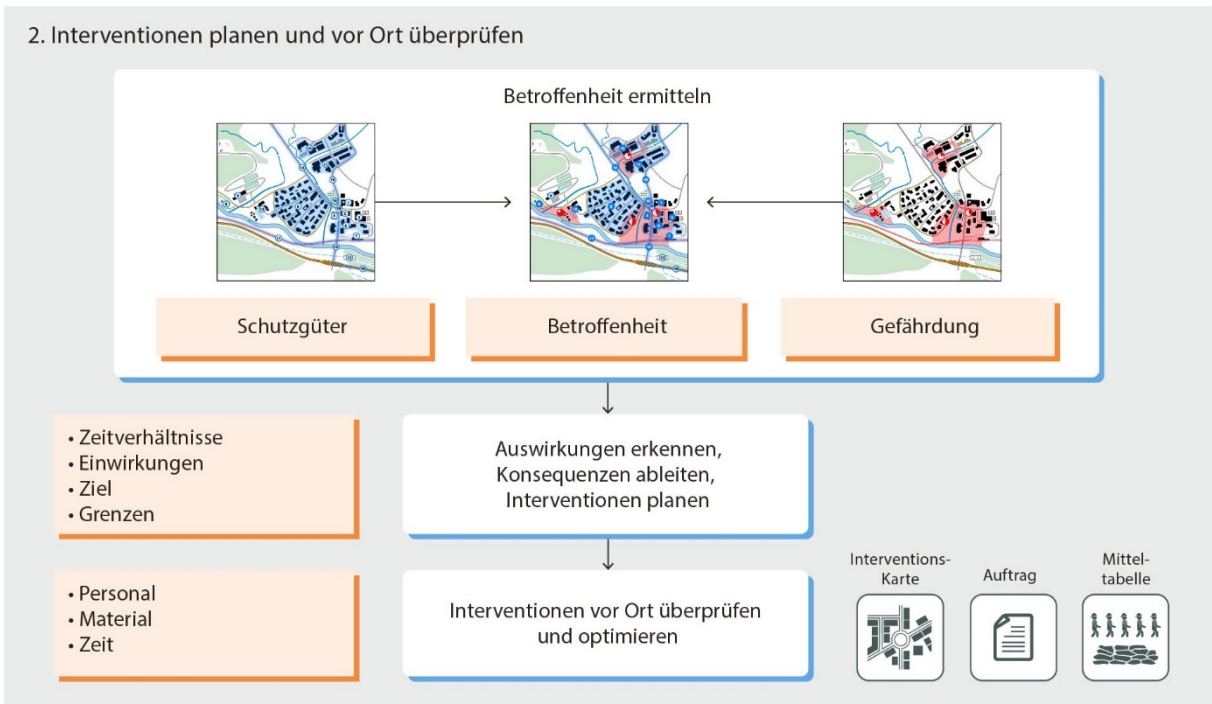 2. Interventionen planen und vor Ort überprüfen
Betroffenheit ermitteln
Schutzgüter
Betroffenheit
Gefährdung
• Zeitverhältnisse
• Einwirkungen
• Ziel
• Grenzen
Auswirkungen erkennen,
Konsequenzen ableiten,
Interventionen planen
• Personal
• Material
• Zeit
Interventionen vor Ort überprüfen
und optimieren
Interventions-
Karte
Auftrag
Mittel-
tabelle